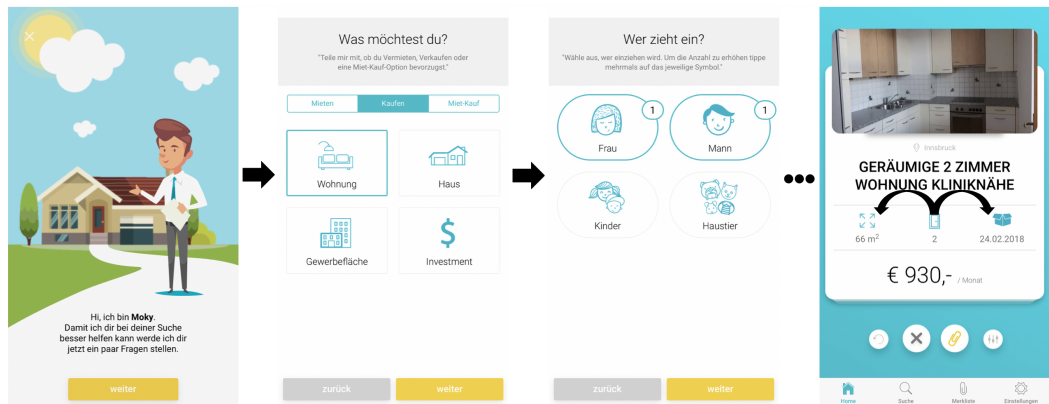 Hi, ich bin Moky.
Damit ich dir bei deiner Suche
besser helfen kann werde ich dir
jetzt ein paar Fragen stellen.
weiter
Was möchtest du?
"Teile mir mit, ob du Vermieten, Verkaufen oder
eine Miet-Kauf-Option bevorzugst."
Mieten
Kaufen
Miet-Kauf
Wohnung
Haus
Gewerbefläche
Investment
zurück
weiter
Wer zieht ein?
"Wähle aus, wer einziehen wird. Um die Anzahl zu erhöhen tippe
mehrmals auf das jeweilige Symbol."
1
1
Frau
Mann
Kinder
Haustier
zurück
weiter
Innsbruck
GERÄUMIGE 2 ZIMMER
WOHNUNG KLINIKNÄHE
66 m²
2
24.02.2018
€ 930,- / Monat
Home
Suche
Merkliste
Einstellungen